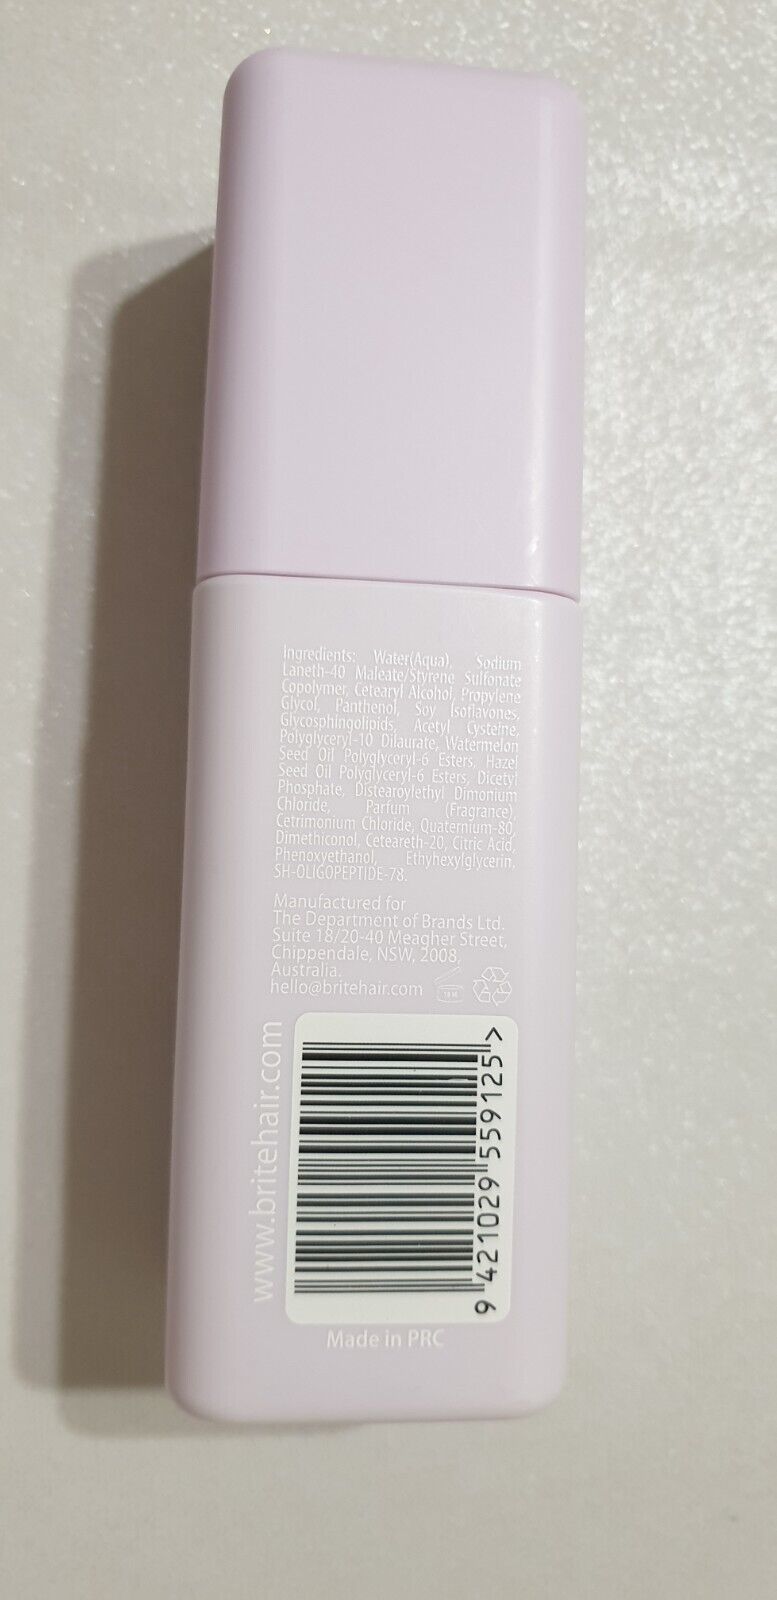 Ingredients: Water(Aqua), Sodium
Laneth-40 Maleate/Styrene Sulfonate
Copolymer, Cetearyl Alcohol, Propylene
Glycol, Panthenol, Soy Isoflavones,
Glycosphingolipids, Acetyl Cysteine,
Polyglyceryl-10 Dilaurate, Watermelon
Seed Oil Polyglyceryl-6 Esters, Hazel
Seed Oil Polyglyceryl-6 Esters, Dicetyl
Phosphate, Distearoylethyl Dimonium
Chloride, Parfum (Fragrance),
Cetrimonium Chloride, Quaternium-80,
Dimethiconol, Ceteareth-20, Citric Acid,
Phenoxyethanol, Ethyhexylglycerin,
SH-OLIGOPEPTIDE-78.
Manufactured for
The Department of Brands Ltd.
Suite 18/20-40 Meagher Street,
Chippendale, NSW, 2008,
Australia.
hello@britehair.com
www.britehair.com
9 421029 559125 >
Made in PRC